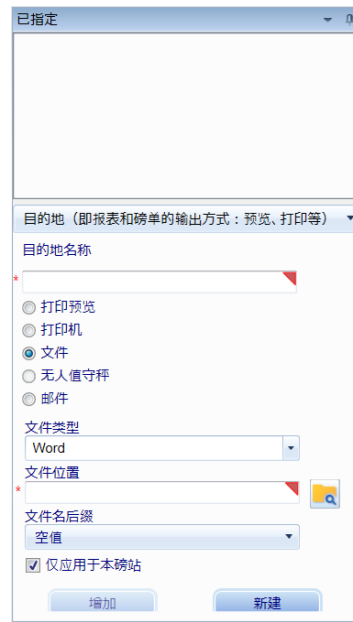 已指定
目的地（即报表和磅单的输出方式：预览、打印等）
目的地名称
*
打印预览
打印机
文件
无人值守秤
邮件
文件类型
Word
文件位置
*
文件名后缀
空值
仅应用于本磅站
增加 新建